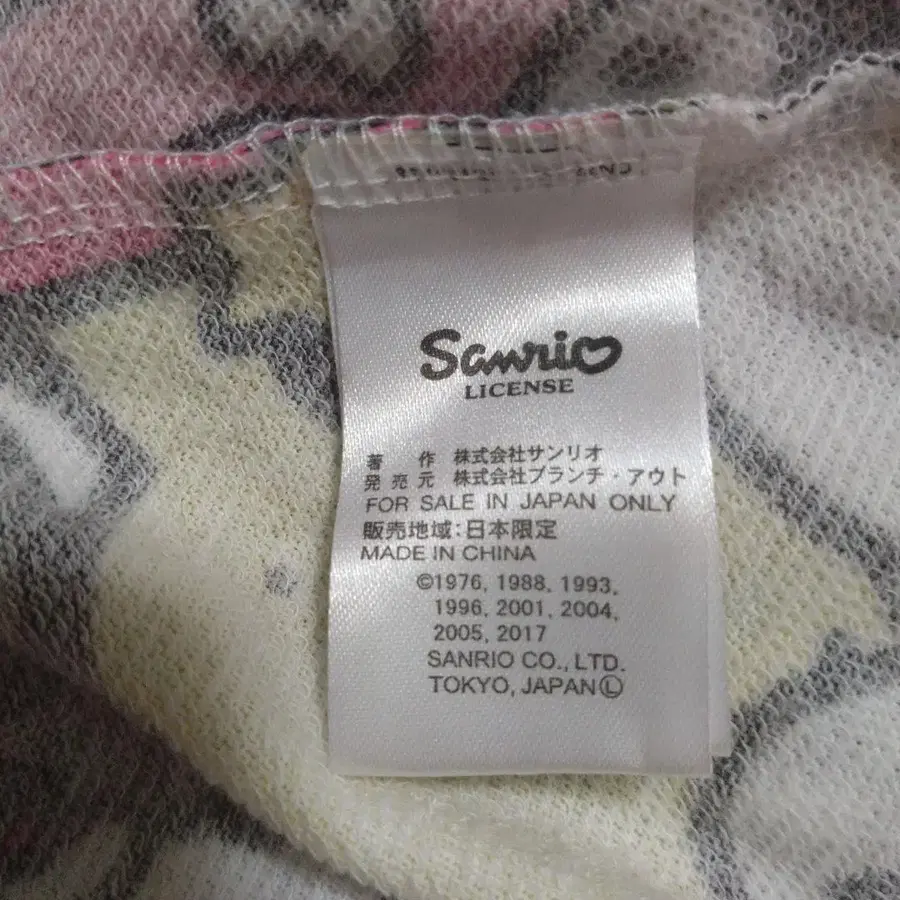 Sanrio
LICENSE
著 作 株式会社サンリオ
発売元 株式会社ブランチ・アウト
FOR SALE IN JAPAN ONLY
販売地域:日本限定
MADE IN CHINA
©1976, 1988, 1993,
1996, 2001, 2004,
2005, 2017
SANRIO CO., LTD.
TOKYO, JAPAN Ⓛ